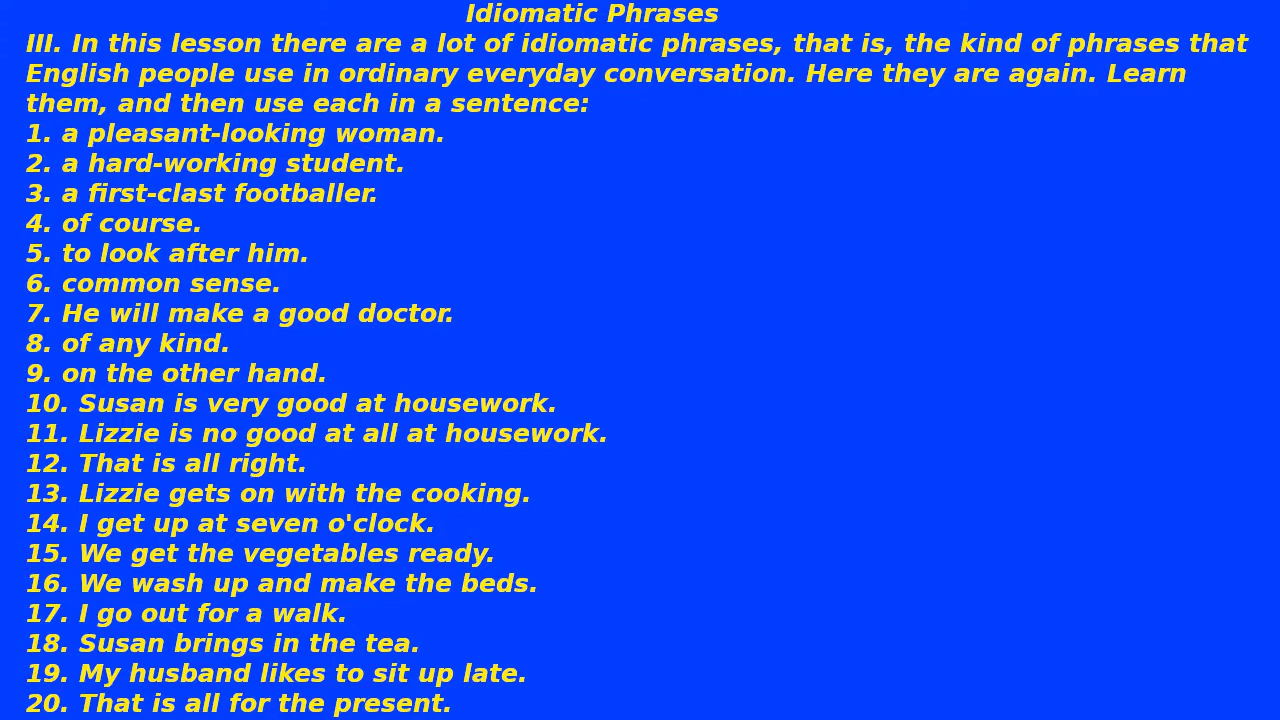 Idiomatic Phrases
III. In this lesson there are a lot of idiomatic phrases, that is, the kind of phrases that
English people use in ordinary everyday conversation. Here they are again. Learn
them, and then use each in a sentence:
1. a pleasant-looking woman.
2. a hard-working student.
3. a first-clast footballer.
4. of course.
5. to look after him.
6. common sense.
7. He will make a good doctor.
8. of any kind.
9. on the other hand.
10. Susan is very good at housework.
11. Lizzie is no good at all at housework.
12. That is all right.
13. Lizzie gets on with the cooking.
14. I get up at seven o'clock.
15. We get the vegetables ready.
16. We wash up and make the beds.
17. I go out for a walk.
18. Susan brings in the tea.
19. My husband likes to sit up late.
20. That is all for the present.